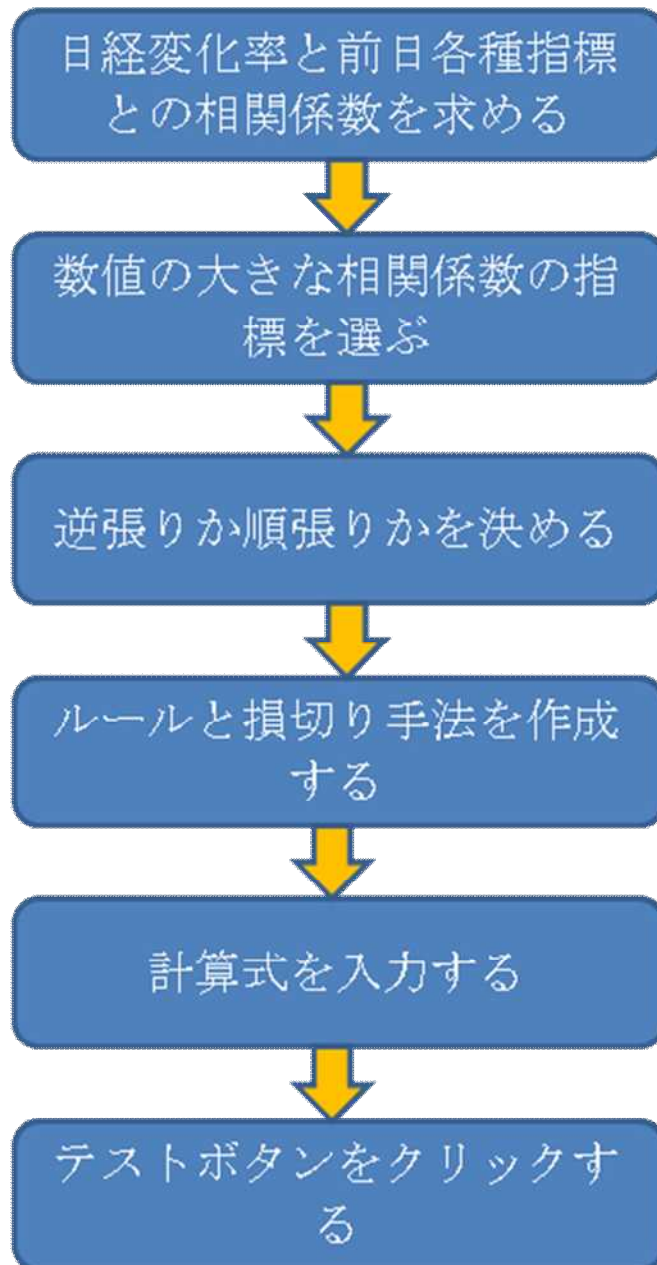 日経変化率と前日各種指標
との相関係数を求める
数値の大きな相関係数の指
標を選ぶ
逆張りか順張りかを決める
ルールと損切り手法を作成
する
計算式を入力する
テストボタンをクリックす
る